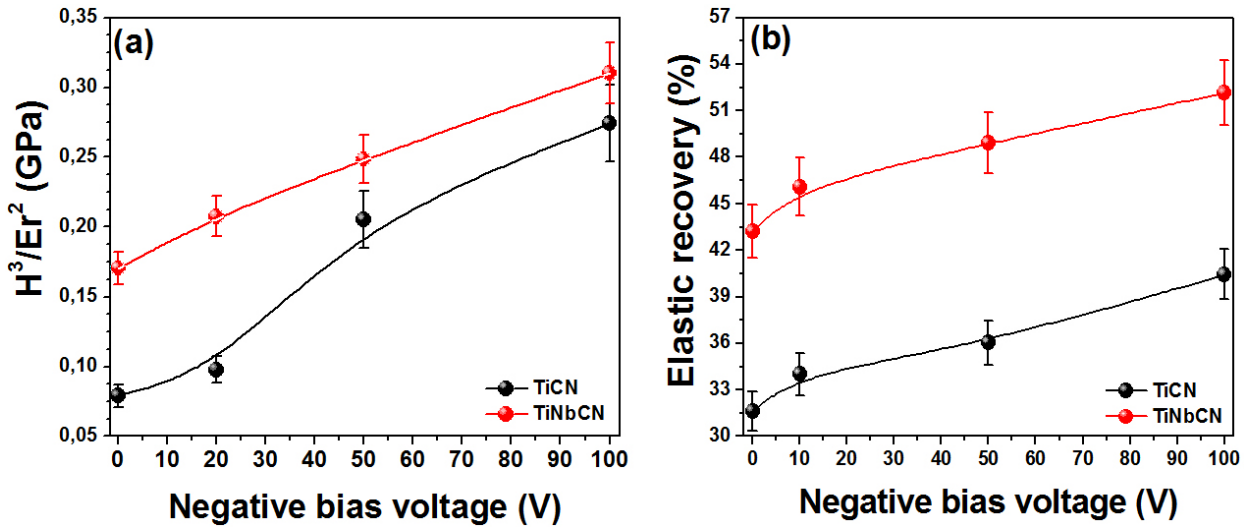 (a)
H³/Er² (GPa)
0,35
0,30
0,25
0,20
0,15
0,10
0,05
0 10 20 30 40 50 60 70 80 90 100
Negative bias voltage (V)
TiCN
TiNbCN
(b)
Elastic recovery (%)
57
54
51
48
45
42
39
36
33
30
0 10 20 30 40 50 60 70 80 90 100
Negative bias voltage (V)
TiCN
TiNbCN